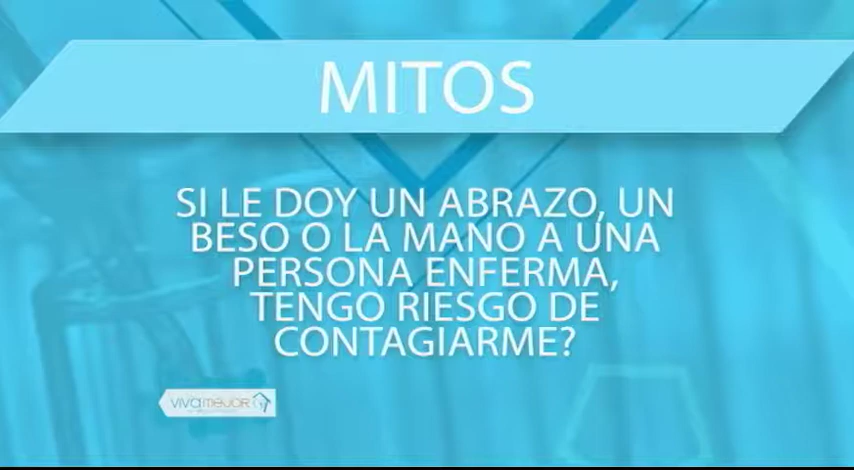 MITOS
SI LE DOY UN ABRAZO, UN
BESO O LA MANO A UNA
PERSONA ENFERMA,
TENGO RIESGO DE
CONTAGIARME?
vivamejor